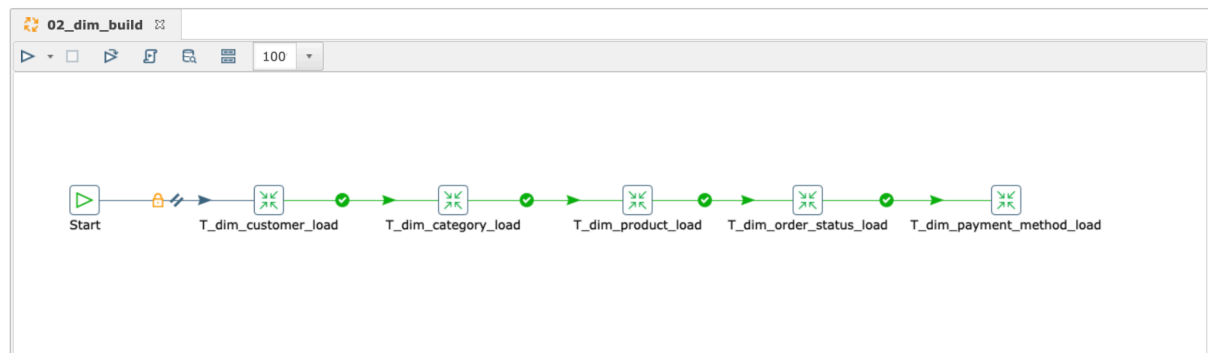 02_dim_build
100
Start
T_dim_customer_load
T_dim_category_load
T_dim_product_load
T_dim_order_status_load
T_dim_payment_method_load